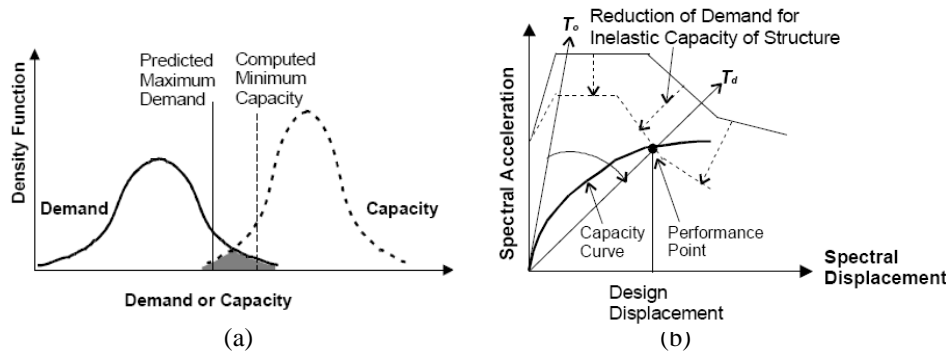 Predicted
Maximum
Demand
Computed
Minimum
Capacity
Density Function
Demand
Capacity
Demand or Capacity
(a)
Reduction of Demand for
Inelastic Capacity of Structure
To
Td
Spectral Acceleration
Capacity
Curve
Performance
Point
Spectral
Displacement
Design
Displacement
(b)